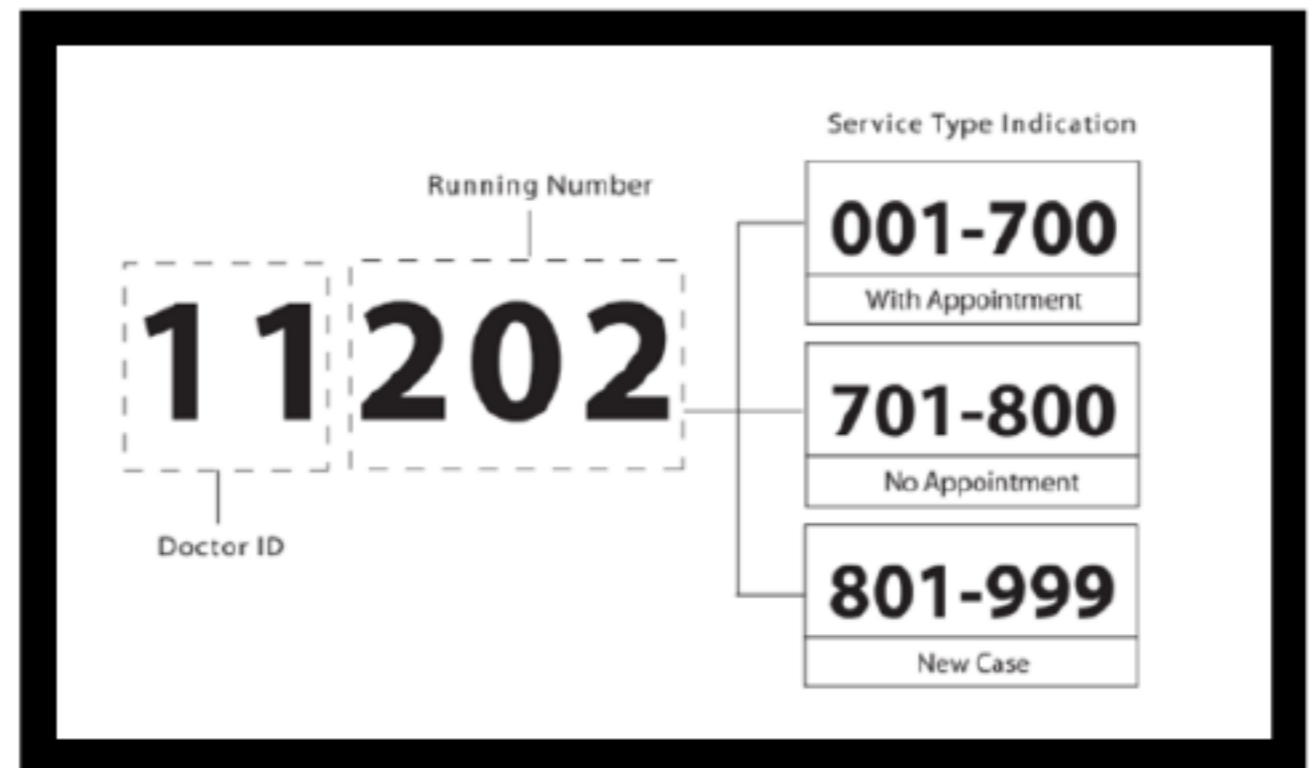 Service Type Indication
Running Number
001-700
With Appointment
11202
701-800
No Appointment
Doctor ID
801-999
New Case